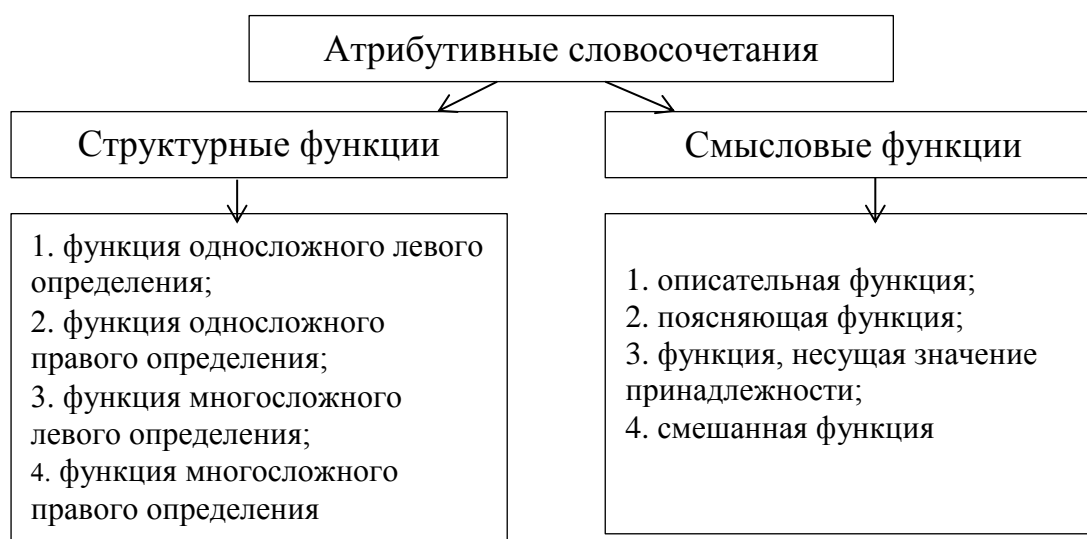 Атрибутивные словосочетания
Структурные функции
Смысловые функции
1. функция односложного левого
определения;
2. функция односложного
правого определения;
3. функция многосложного
левого определения;
4. функция многосложного
правого определения
1. описательная функция;
2. поясняющая функция;
3. функция, несущая значение
принадлежности;
4. смешанная функция